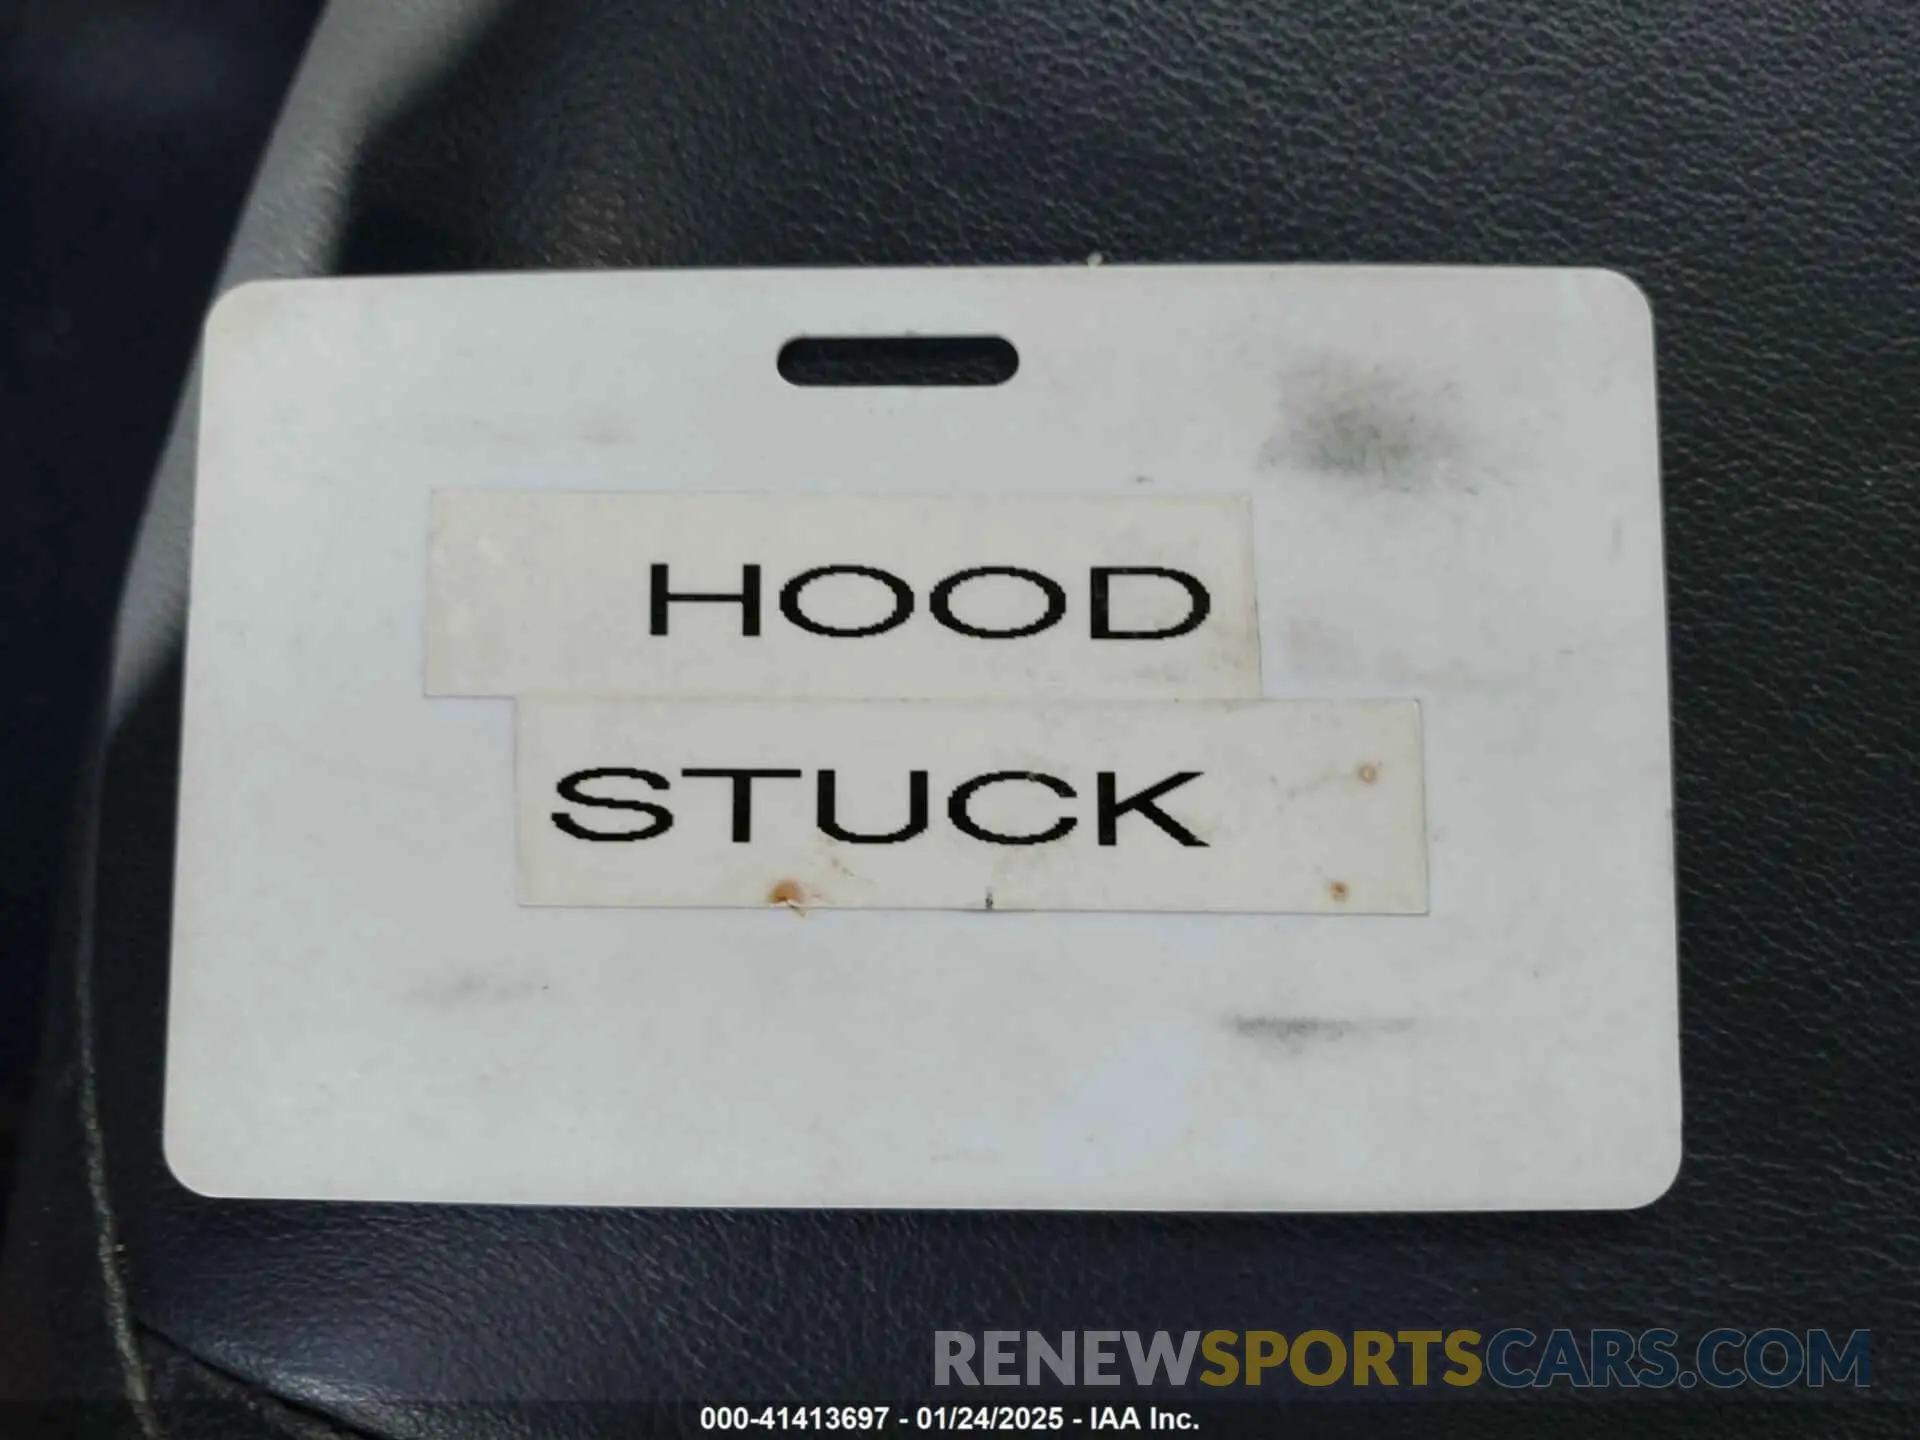 HOOD
STUCK
RENEWSPORTSCARS.COM
000-41413697 - 01/24/2025 - IAA Inc.